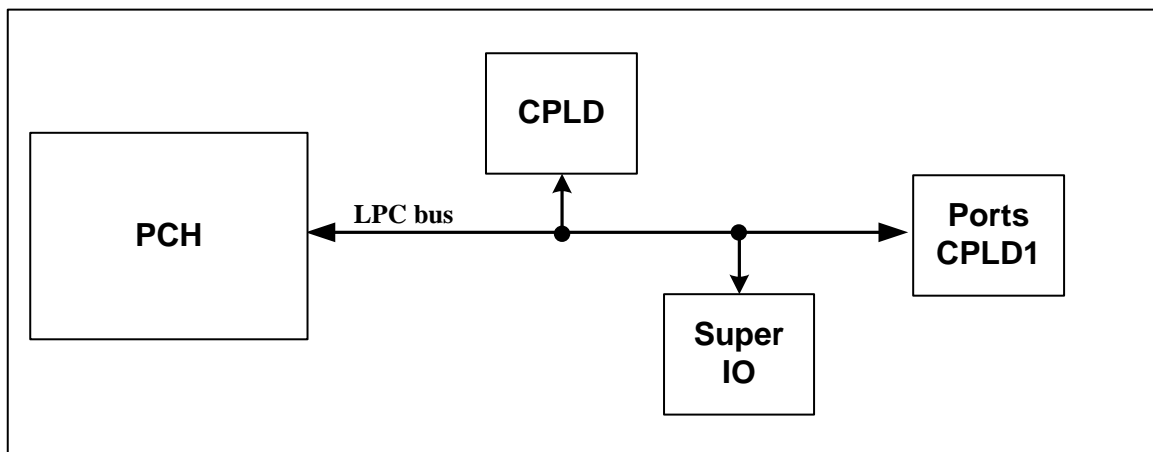 CPLD
PCH
LPC bus
Ports
CPLD1
Super
IO